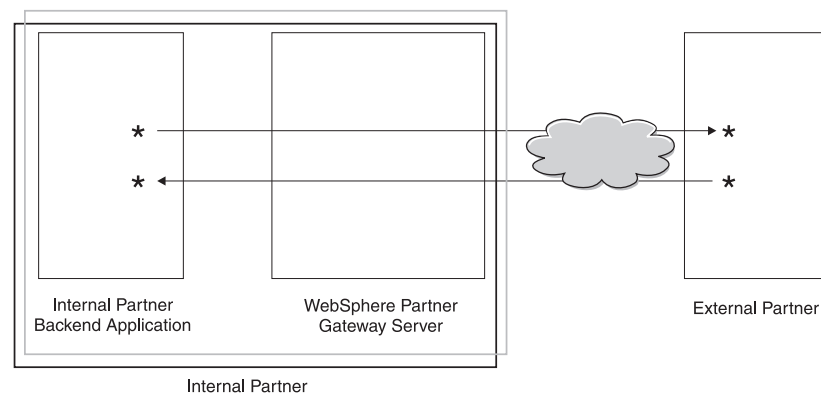 *
*
*
*
Internal Partner
Backend Application
WebSphere Partner
Gateway Server
External Partner
Internal Partner